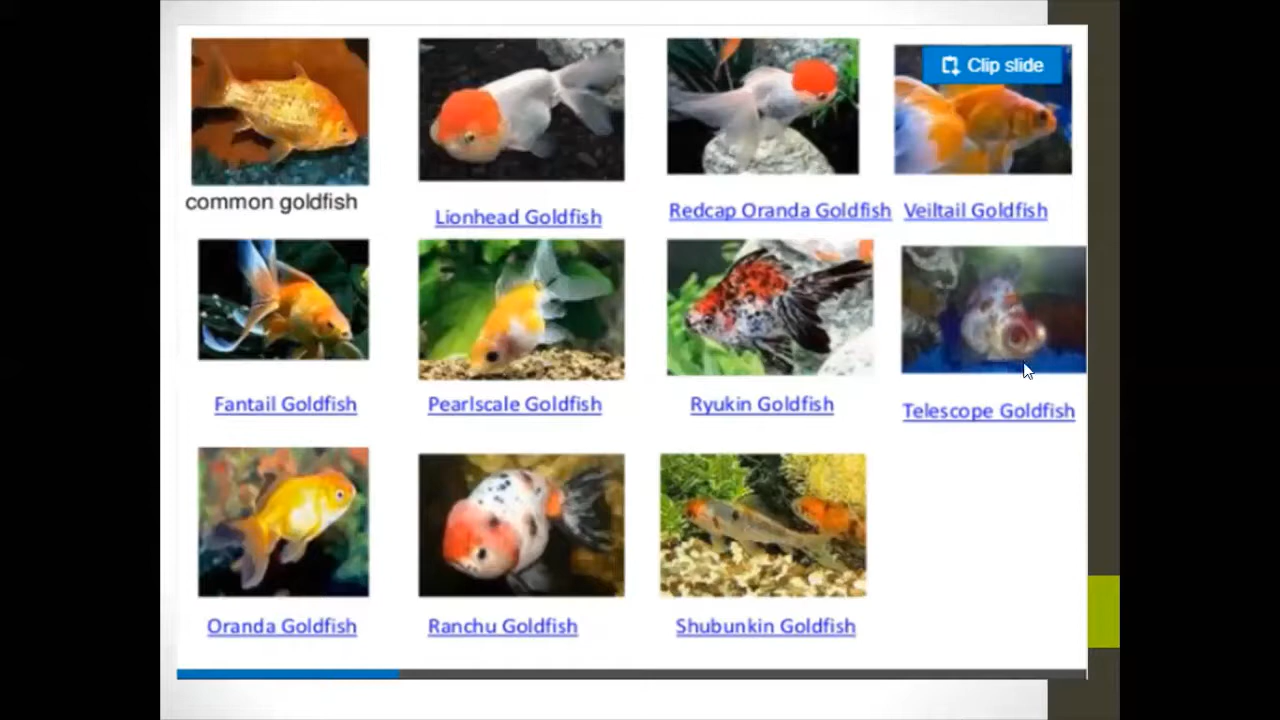 Clip slide
common goldfish
Lionhead Goldfish
Redcap Oranda Goldfish
Veiltail Goldfish
Fantail Goldfish
Pearlscale Goldfish
Ryukin Goldfish
Telescope Goldfish
Oranda Goldfish
Ranchu Goldfish
Shubunkin Goldfish